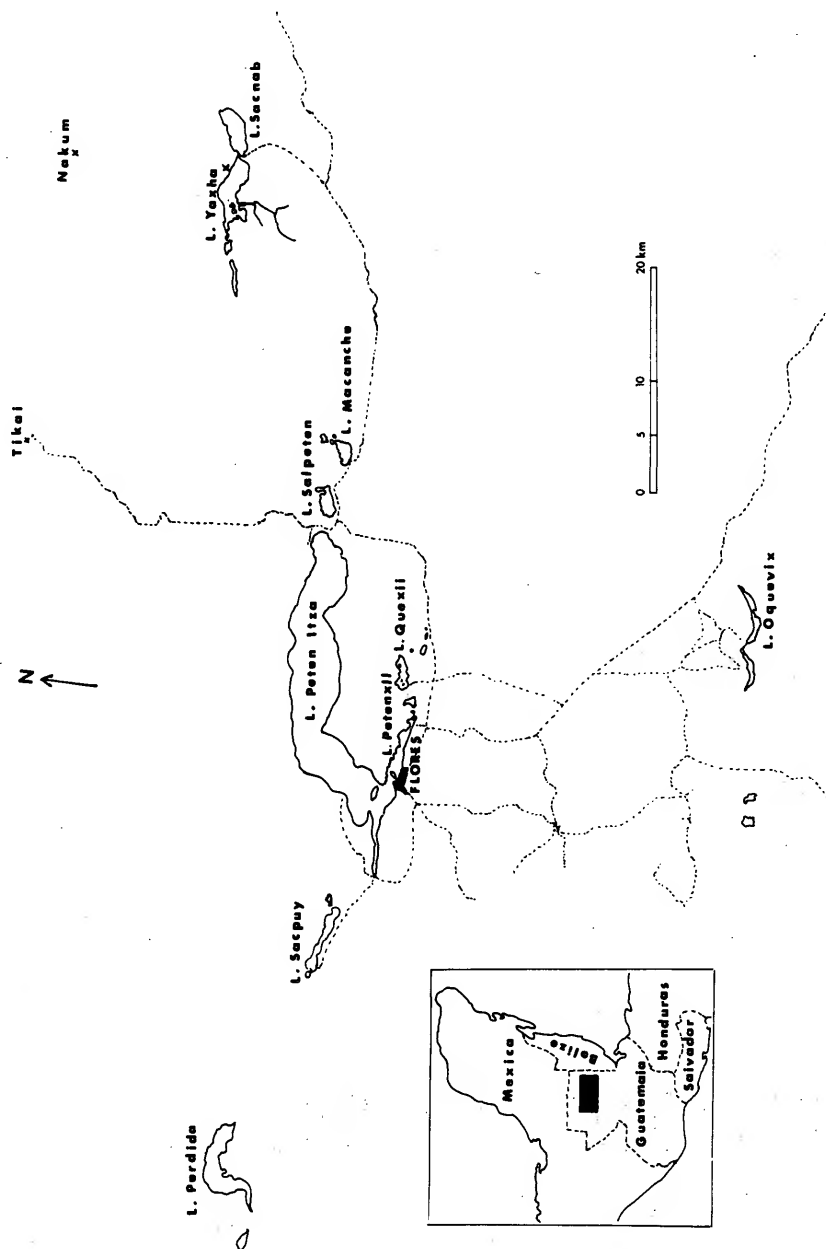 N
Tikal
Nakum
L. Perdida
L. Sacpuy
L. Peten Itza
L. Salpeten
L. Macanche
L. Yaxha
L. Sacnab
L. Petenxil
L. Quexil
FLORES
L. Oquevix
0 5 10 20 km
Mexico
Belize
Guatemala
Honduras
Salvador